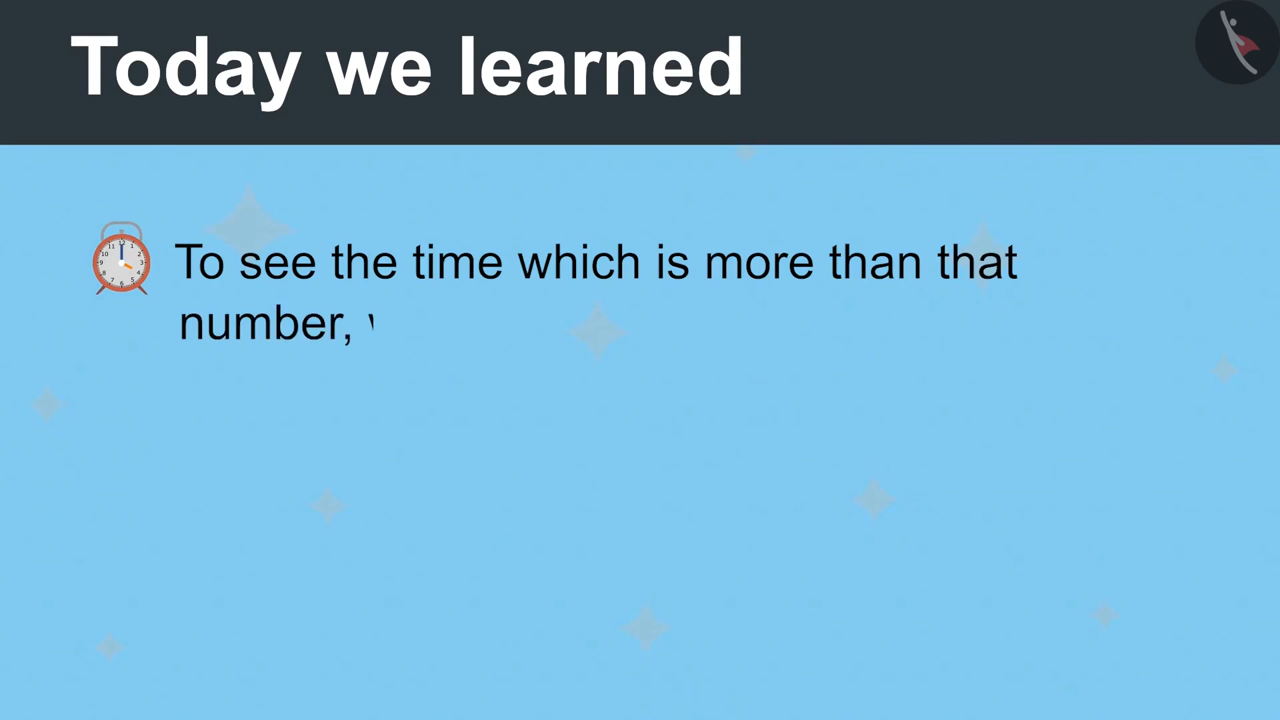 Today we learned
To see the time which is more than that
number,